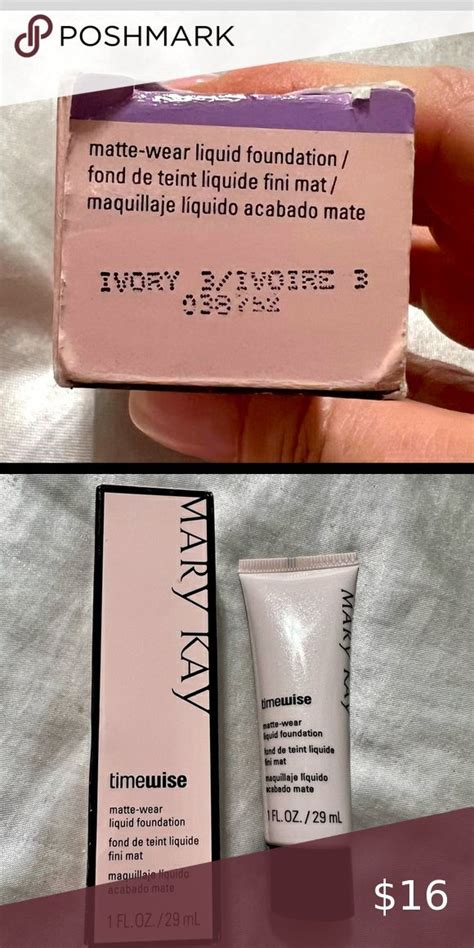 POSHMARK
matte-wear liquid foundation /
fond de teint liquide fini mat /
maquillaje líquido acabado mate
IVORY 3/IVOIRE 3
038752
MARY KAY
timewise
matte-wear
liquid foundation
fond de teint liquide
fini mat
maquillaje líquido
acabado mate
1 FL.OZ./29 mL
MARY KAY
timewise
matte-wear
liquid foundation
fond de teint liquide
fini mat
maquillaje líquido
acabado mate
1 FL.OZ./29 mL
$16